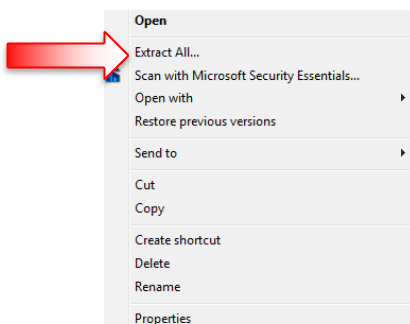 Open
Extract All...
Scan with Microsoft Security Essentials...
Open with
Restore previous versions
Send to
Cut
Copy
Create shortcut
Delete
Rename
Properties